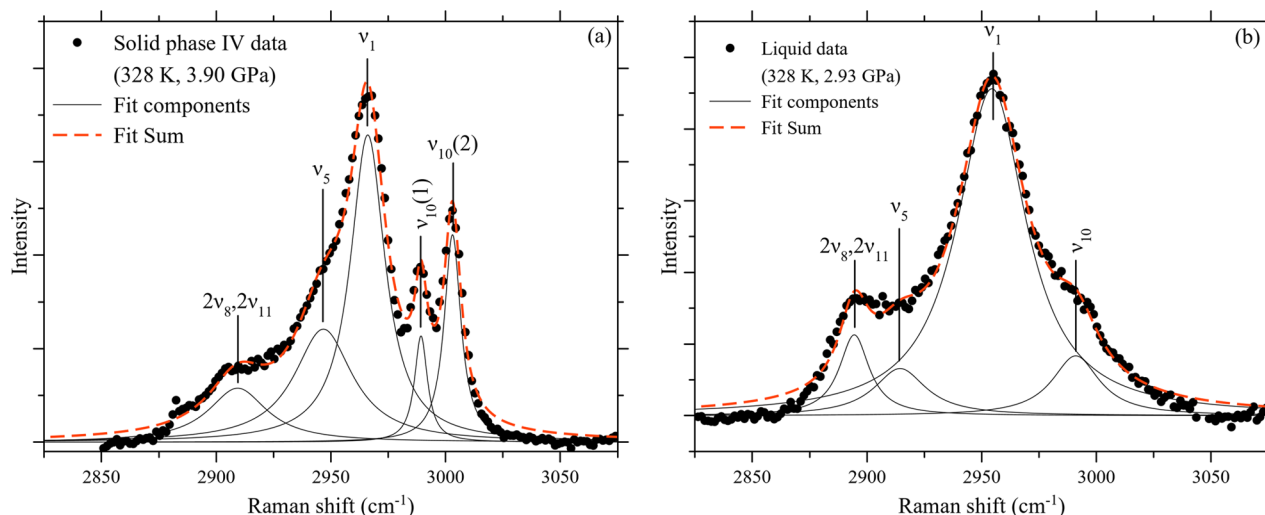 (a)
Solid phase IV data
(328 K, 3.90 GPa)
Fit components
Fit Sum
ν₁
ν₅
ν₁₀(1)
ν₁₀(2)
2ν₈,2ν₁₁
Intensity
2850 2900 2950 3000 3050
Raman shift (cm⁻¹)
(b)
Liquid data
(328 K, 2.93 GPa)
Fit components
Fit Sum
ν₁
2ν₈,2ν₁₁
ν₅
ν₁₀
Intensity
2850 2900 2950 3000 3050
Raman shift (cm⁻¹)